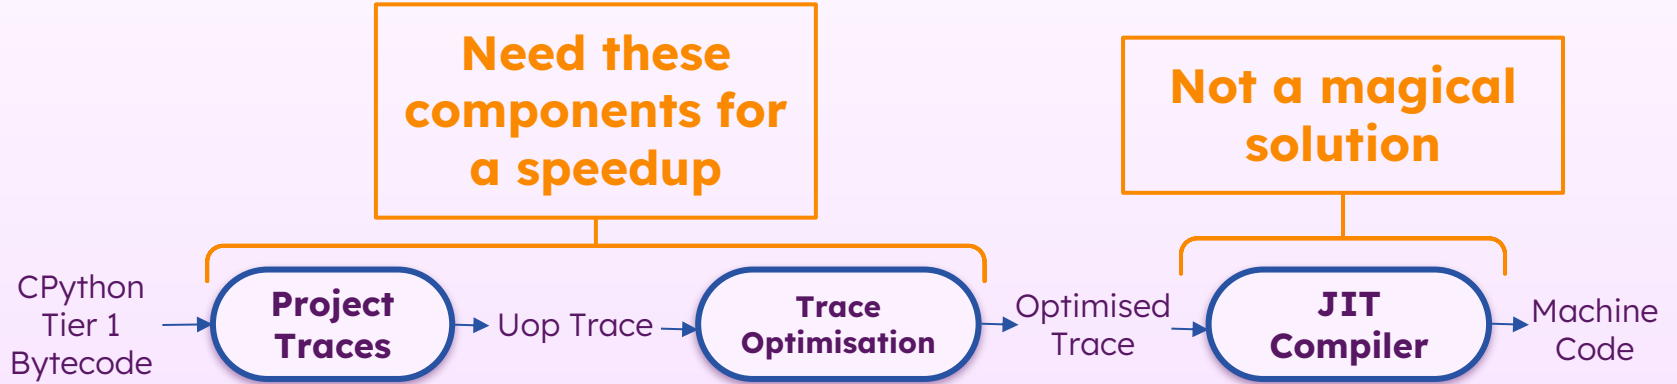 Need these
components for
a speedup
Not a magical
solution
CPython
Tier 1
Bytecode
Project
Traces
Uop Trace
Trace
Optimisation
Optimised
Trace
JIT
Compiler
Machine
Code